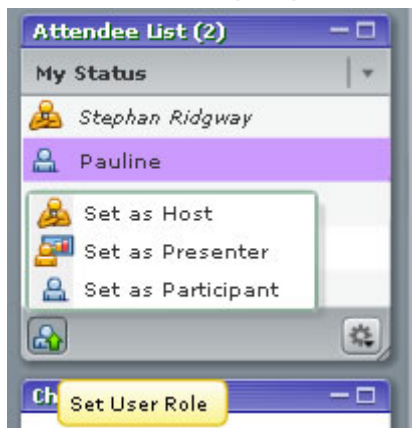 Attendee List (2)
My Status
Stephan Ridgway
Pauline
Set as Host
Set as Presenter
Set as Participant
Ch
Set User Role